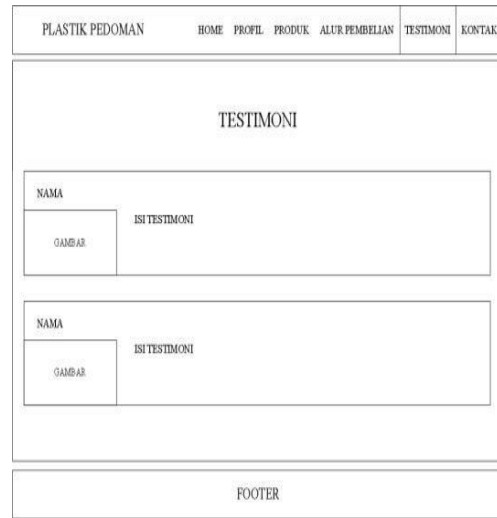 PLASTIK PEDOMAN HOME PROFIL PRODUK ALUR PEMBELIAN TESTIMONI KONTAK
TESTIMONI
NAMA
ISI TESTIMONI
GAMBAR
NAMA
ISI TESTIMONI
GAMBAR
FOOTER